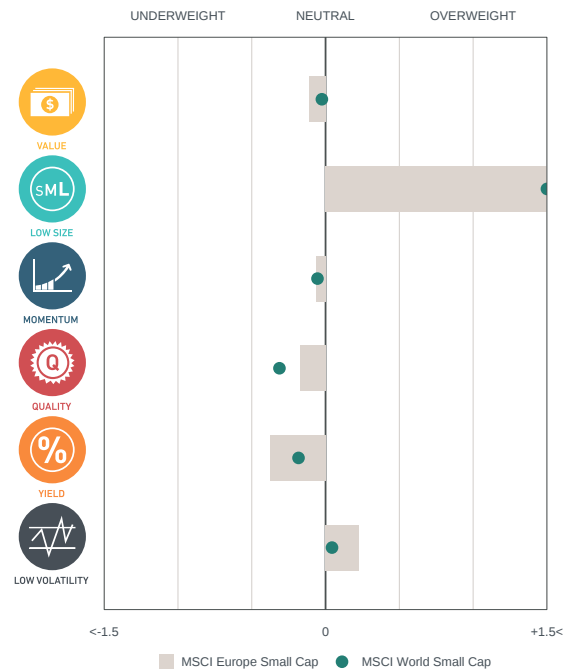 UNDERWEIGHT NEUTRAL OVERWEIGHT
$
VALUE
SML
LOW SIZE
MOMENTUM
Q
QUALITY
%
YIELD
LOW VOLATILITY
<-1.5 0 +1.5<
MSCI Europe Small Cap MSCI World Small Cap